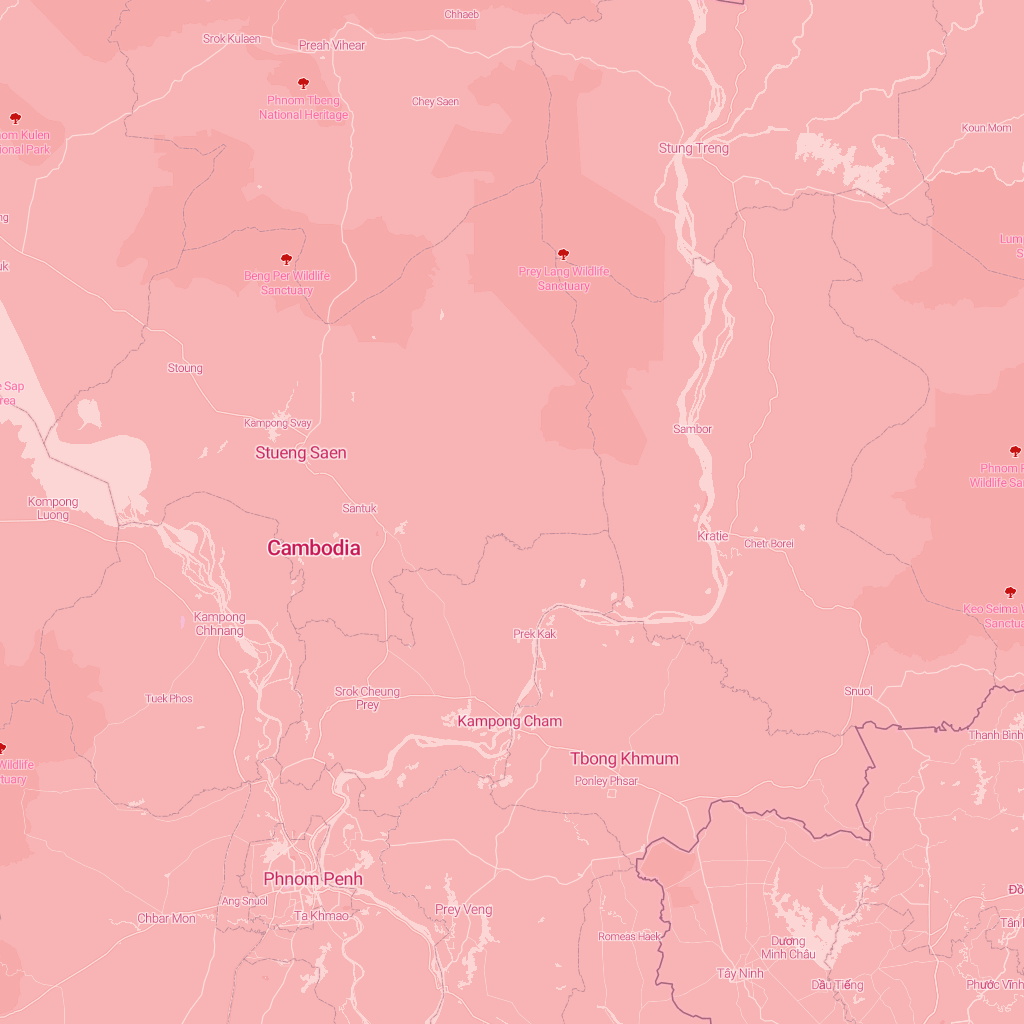 Chhaeb
Srok Kulaen
Preah Vihear
Phnom Tbeng
National Heritage
Chey Saen
Koun Mom
Stung Treng
Beng Per Wildlife
Sanctuary
Prey Lang Wildlife
Sanctuary
Stoung
Kampong Svay
Stueng Saen
Sambor
Kompong
Luong
Santuk
Cambodia
Kratie
Chetr Borei
Kampong
Chhnang
Prek Kak
Keo Seima
Tuek Phos
Srok Cheung
Prey
Snuol
Kampong Cham
Thanh Bình
Tbong Khmum
Ponley Phsar
Wildlife
Phnom Penh
Ang Snuol
Chbar Mon
Ta Khmao
Prey Veng
Romeas Haek
Dương
Minh Châu
Tây Ninh
Dầu Tiếng
Phước Vĩnh